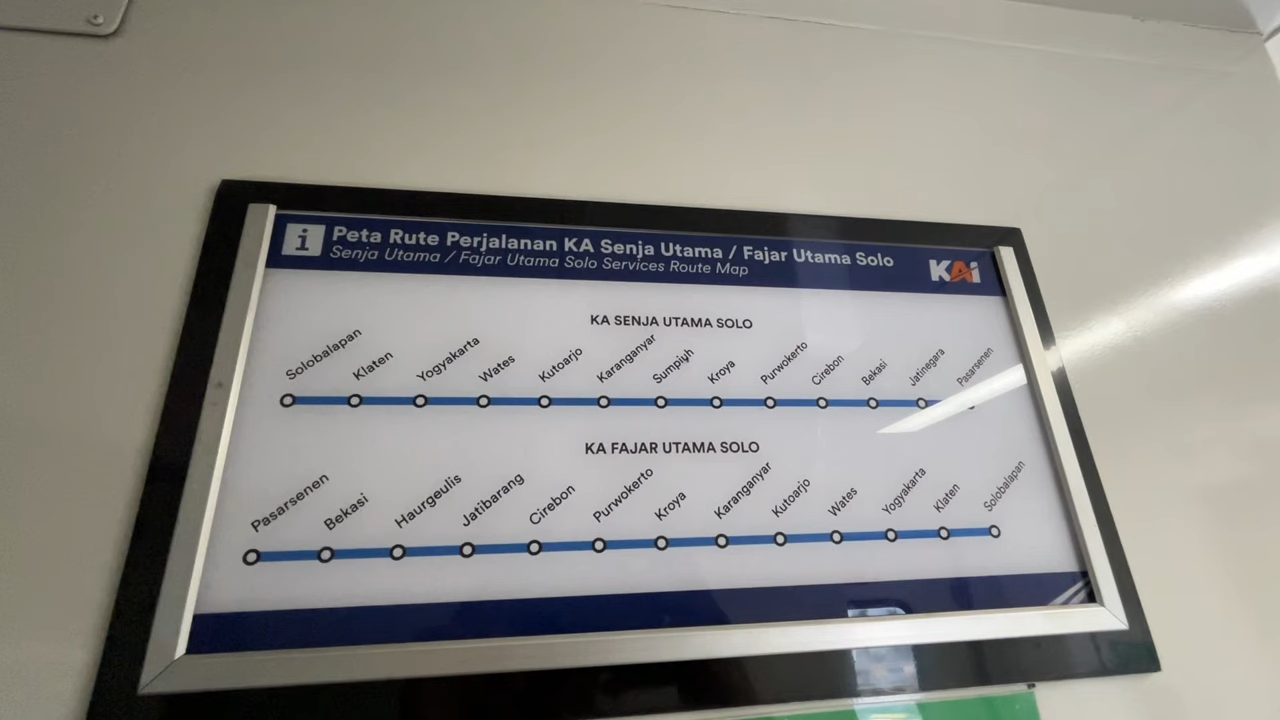 i
Peta Rute Perjalanan KA Senja Utama / Fajar Utama Solo
Senja Utama / Fajar Utama Solo Services Route Map
KAI
KA SENJA UTAMA SOLO
Solobalapan
Klaten
Yogyakarta
Wates
Kutoarjo
Karanganyar
Sumpiuh
Kroya
Purwokerto
Cirebon
Bekasi
Jatinegara
Pasarsenen
KA FAJAR UTAMA SOLO
Pasarsenen
Bekasi
Haurgeulis
Jatibarang
Cirebon
Purwokerto
Kroya
Karanganyar
Kutoarjo
Wates
Yogyakarta
Klaten
Solobalapan